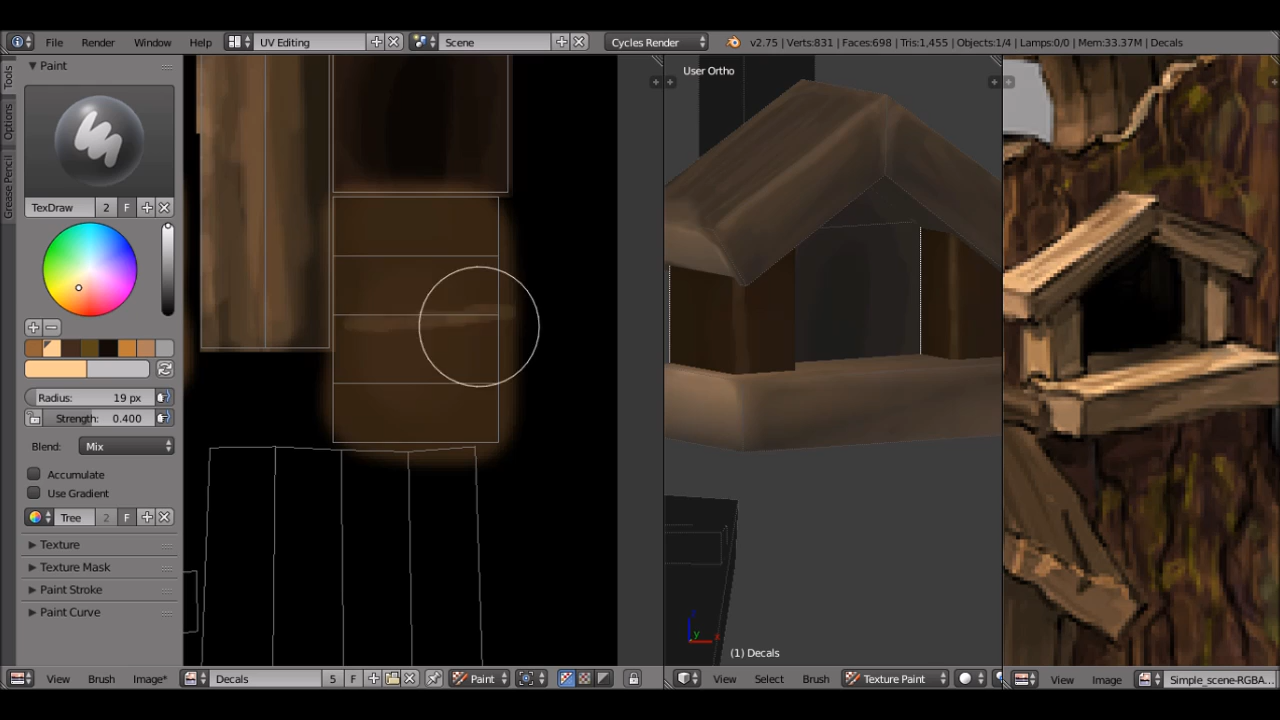 File Render Window Help UV Editing Scene Cycles Render v2.75 | Verts:831 | Faces:698 | Tris:1,455 | Objects:1/4 | Lamps:0/0 | Mem:33.37M | Decals
Tools
Options
Grease Pencil
Paint
TexDraw 2 F
Radius: 19 px
Strength: 0.400
Blend: Mix
Accumulate
Use Gradient
Tree 2 F
Texture
Texture Mask
Paint Stroke
Paint Curve
User Ortho
z
y
x
(1) Decals
View Brush Image* Decals 5 F Paint
View Select Brush Texture Paint
View Image Simple_scene-RGBA...